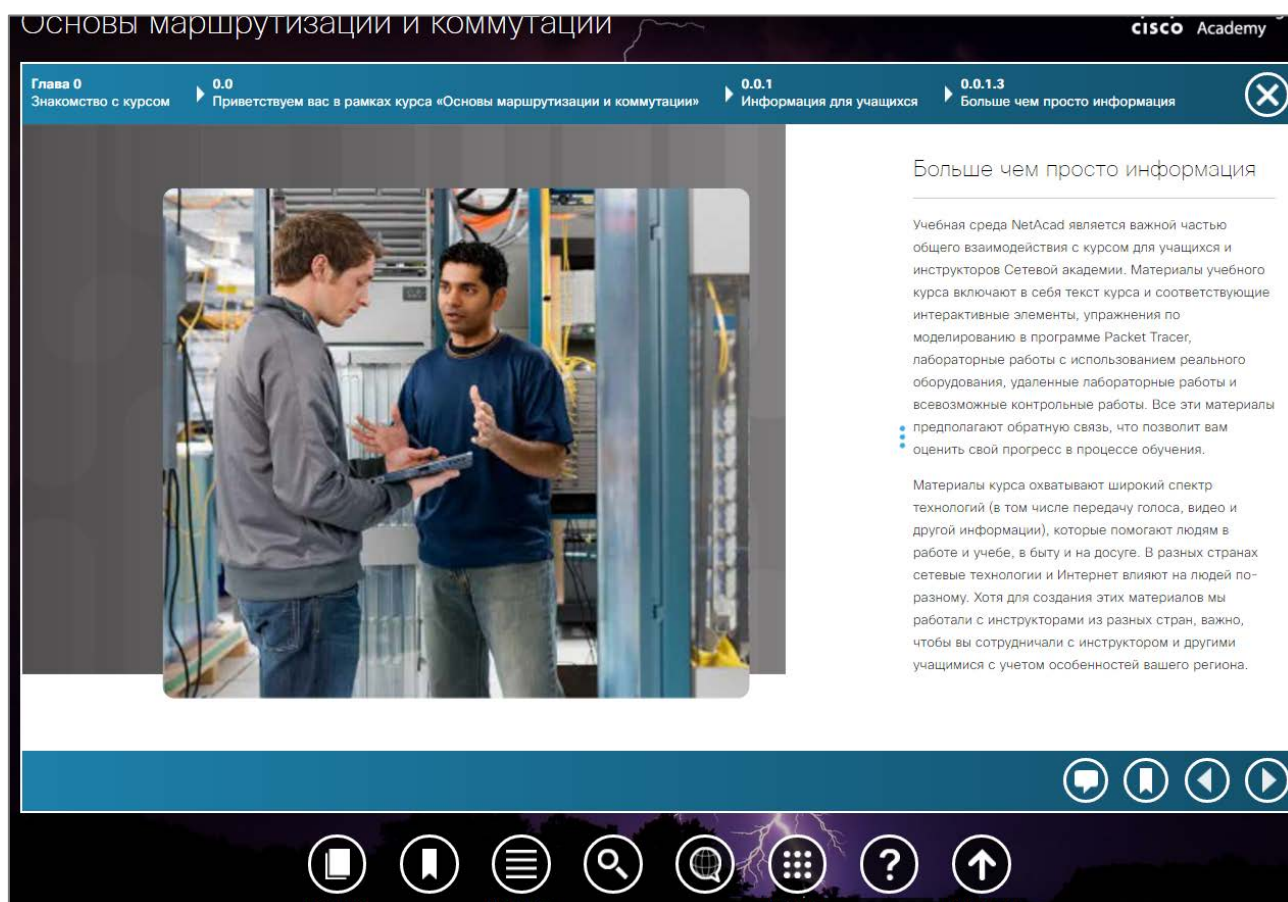 Основы маршрутизации и коммутации
cisco Academy
Глава 0
Знакомство с курсом
0.0
Приветствуем вас в рамках курса «Основы маршрутизации и коммутации»
0.0.1
Информация для учащихся
0.0.1.3
Больше чем просто информация
Больше чем просто информация
Учебная среда NetAcad является важной частью
общего взаимодействия с курсом для учащихся и
инструкторов Сетевой академии. Материалы учебного
курса включают в себя текст курса и соответствующие
интерактивные элементы, упражнения по
моделированию в программе Packet Tracer,
лабораторные работы с использованием реального
оборудования, удаленные лабораторные работы и
всевозможные контрольные работы. Все эти материалы
предполагают обратную связь, что позволит вам
оценить свой прогресс в процессе обучения.
Материалы курса охватывают широкий спектр
технологий (в том числе передачу голоса, видео и
другой информации), которые помогают людям в
работе и учебе, в быту и на досуге. В разных странах
сетевые технологии и Интернет влияют на людей по-
разному. Хотя для создания этих материалов мы
работали с инструкторами из разных стран, важно,
чтобы вы сотрудничали с инструктором и другими
учащимися с учетом особенностей вашего региона.
?